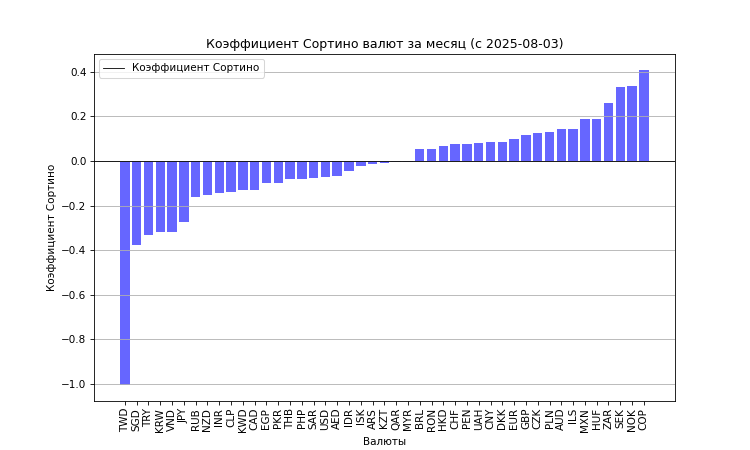 Коэффициент Сортино валют за месяц (с 2025-08-03)
Коэффициент Сортино
0.4
0.2
0.0
−0.2
−0.4
−0.6
−0.8
−1.0
Коэффициент Сортино
TWD SGD TRY KRW VND JPY RUB NZD INR CLP KWD CAD EGP PKR THB PHP SAR USD AED IDR ISK ARS KZT QAR MYR BRL RON HKD CHF PEN UAH CNY DKK EUR GBP CZK PLN AUD ILS MXN HUF ZAR SEK NOK COP
Валюты